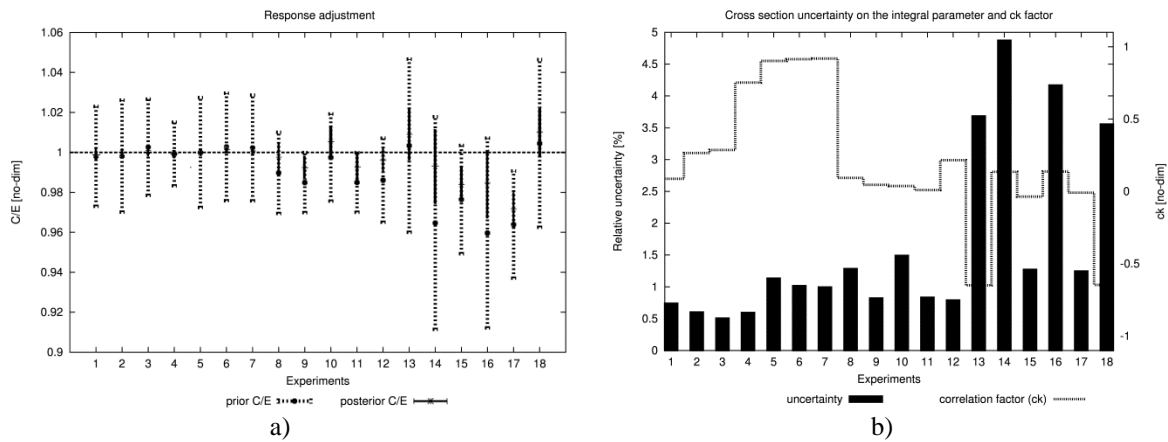 Response adjustment
1.06
1.04
1.02
1
0.98
0.96
0.94
0.92
0.9
C/E [no-dim]
1 2 3 4 5 6 7 8 9 10 11 12 13 14 15 16 17 18
Experiments
prior C/E posterior C/E
a)
Cross section uncertainty on the integral parameter and ck factor
5
4.5
4
3.5
3
2.5
2
1.5
1
0.5
0
Relative uncertainty [%]
1
0.5
0
-0.5
-1
ck [no-dim]
1 2 3 4 5 6 7 8 9 10 11 12 13 14 15 16 17 18
Experiments
uncertainty correlation factor (ck)
b)